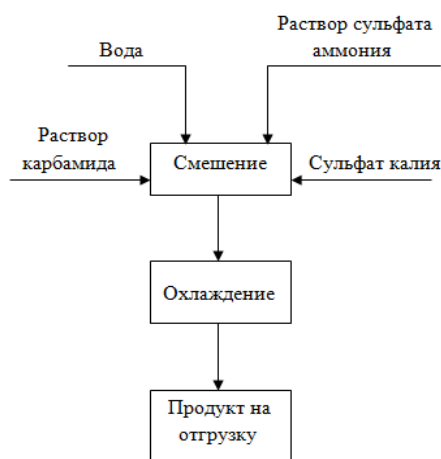 Раствор сульфата
аммония
Вода
Раствор
карбамида
Смешение
Сульфат калия
Охлаждение
Продукт на
отгрузку